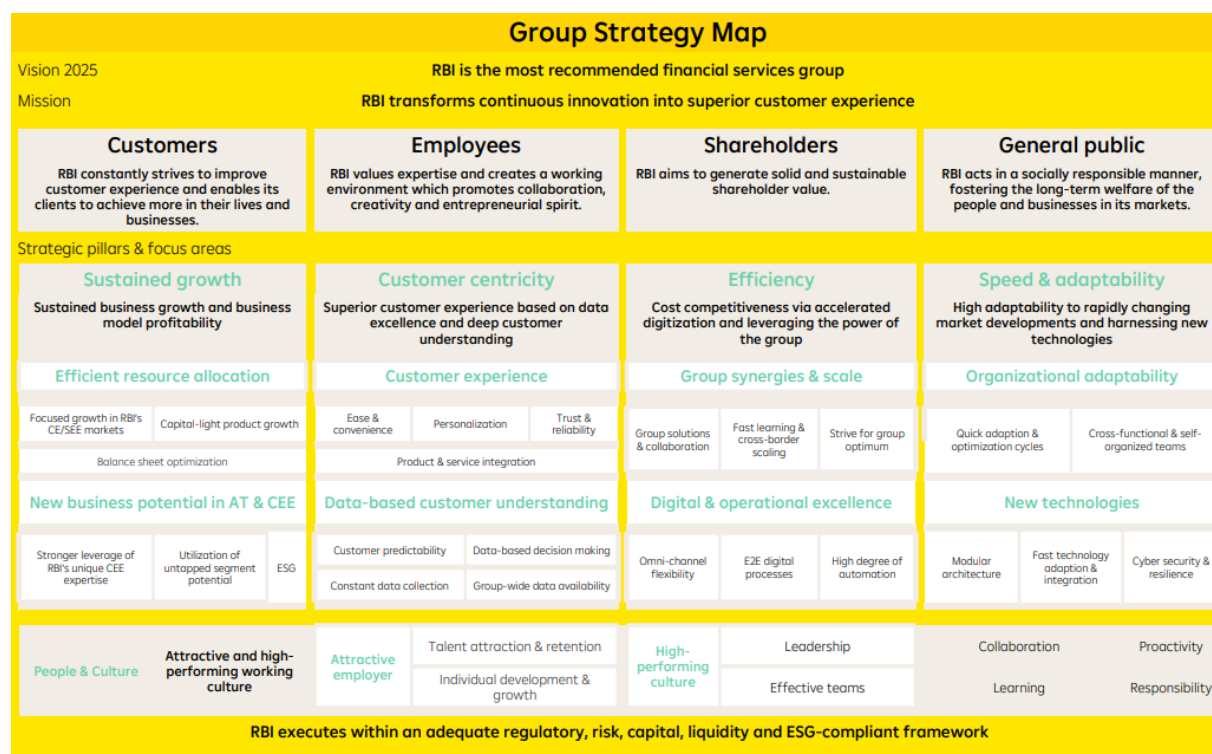 Group Strategy Map
Vision 2025
RBI is the most recommended financial services group
Mission
RBI transforms continuous innovation into superior customer experience
Customers
RBI constantly strives to improve
customer experience and enables its
clients to achieve more in their lives and
businesses.
Employees
RBI values expertise and creates a working
environment which promotes collaboration,
creativity and entrepreneurial spirit.
Shareholders
RBI aims to generate solid and sustainable
shareholder value.
General public
RBI acts in a socially responsible manner,
fostering the long-term welfare of the
people and businesses in its markets.
Strategic pillars & focus areas
Sustained growth
Sustained business growth and business
model profitability
Customer centricity
Superior customer experience based on data
excellence and deep customer
understanding
Efficiency
Cost competitiveness via accelerated
digitization and leveraging the power of
the group
Speed & adaptability
High adaptability to rapidly changing
market developments and harnessing new
technologies
Efficient resource allocation
Customer experience
Group synergies & scale
Organizational adaptability
Focused growth in RBI's
CE/SEE markets
Capital-light product growth
Balance sheet optimization
Ease &
convenience
Personalization
Trust &
reliability
Product & service integration
Group solutions
& collaboration
Fast learning &
cross-border
scaling
Strive for group
optimum
Quick adaption &
optimization cycles
Cross-functional & self-
organized teams
New business potential in AT & CEE
Data-based customer understanding
Digital & operational excellence
New technologies
Stronger leverage of
RBI's unique CEE
expertise
Utilization of
untapped segment
potential
ESG
Customer predictability
Data-based decision making
Constant data collection
Group-wide data availability
Omni-channel
flexibility
E2E digital
processes
High degree of
automation
Modular
architecture
Fast technology
adaption &
integration
Cyber security &
resilience
People & Culture
Attractive and high-
performing working
culture
Attractive
employer
Talent attraction & retention
Individual development &
growth
High-
performing
culture
Leadership
Effective teams
Collaboration
Proactivity
Learning
Responsibility
RBI executes within an adequate regulatory, risk, capital, liquidity and ESG-compliant framework